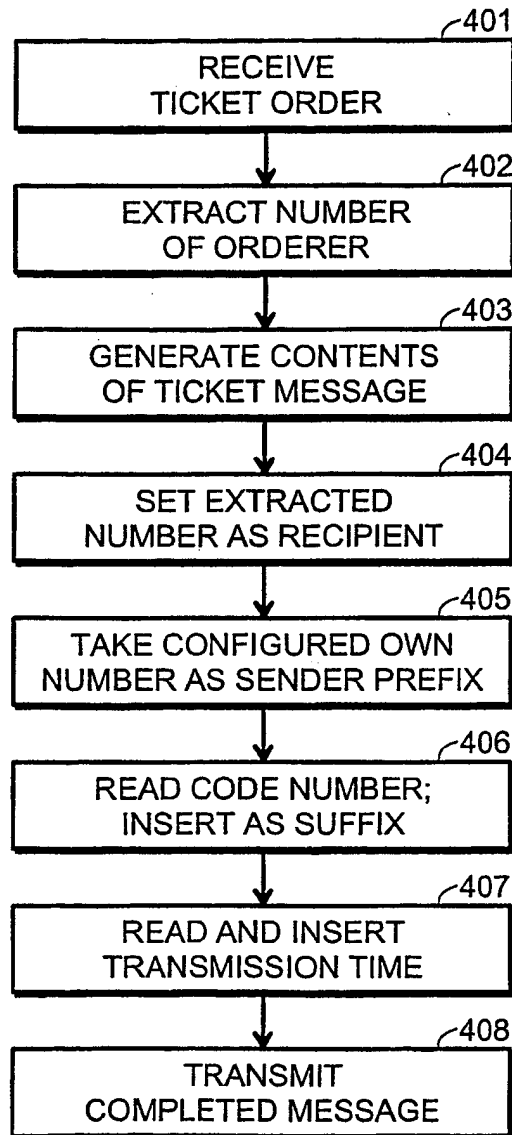 401
RECEIVE
TICKET ORDER
402
EXTRACT NUMBER
OF ORDERER
403
GENERATE CONTENTS
OF TICKET MESSAGE
404
SET EXTRACTED
NUMBER AS RECIPIENT
405
TAKE CONFIGURED OWN
NUMBER AS SENDER PREFIX
406
READ CODE NUMBER;
INSERT AS SUFFIX
407
READ AND INSERT
TRANSMISSION TIME
408
TRANSMIT
COMPLETED MESSAGE